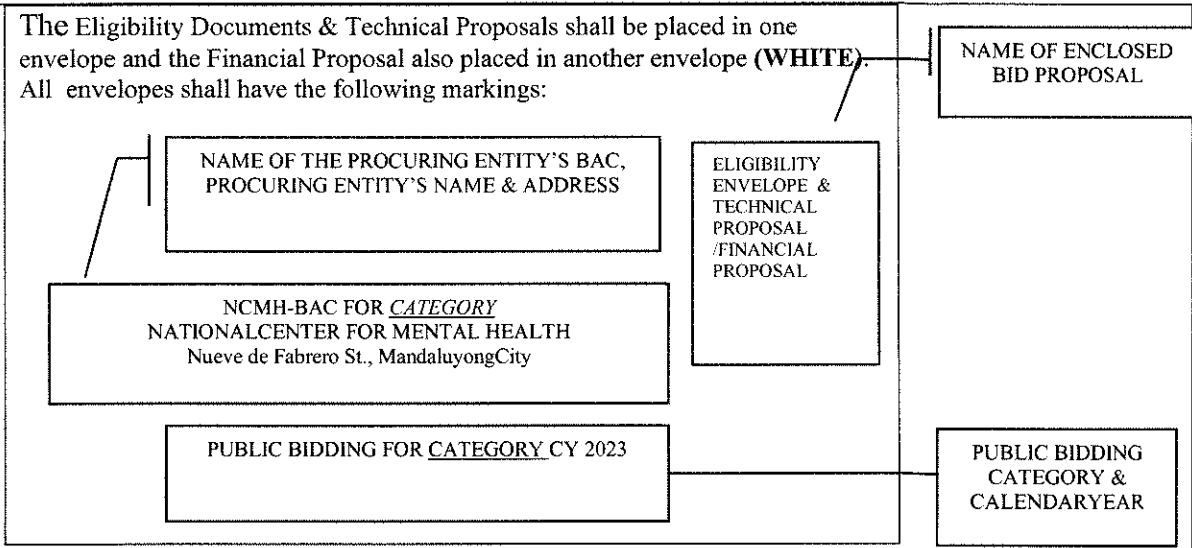 The Eligibility Documents & Technical Proposals shall be placed in one
envelope and the Financial Proposal also placed in another envelope (WHITE).
All envelopes shall have the following markings:
NAME OF ENCLOSED
BID PROPOSAL
NAME OF THE PROCURING ENTITY'S BAC,
PROCURING ENTITY'S NAME & ADDRESS
ELIGIBILITY
ENVELOPE &
TECHNICAL
PROPOSAL
/FINANCIAL
PROPOSAL
NCMH-BAC FOR CATEGORY
NATIONALCENTER FOR MENTAL HEALTH
Nueve de Fabrero St., MandaluyongCity
PUBLIC BIDDING FOR CATEGORY CY 2023
PUBLIC BIDDING
CATEGORY &
CALENDARYEAR